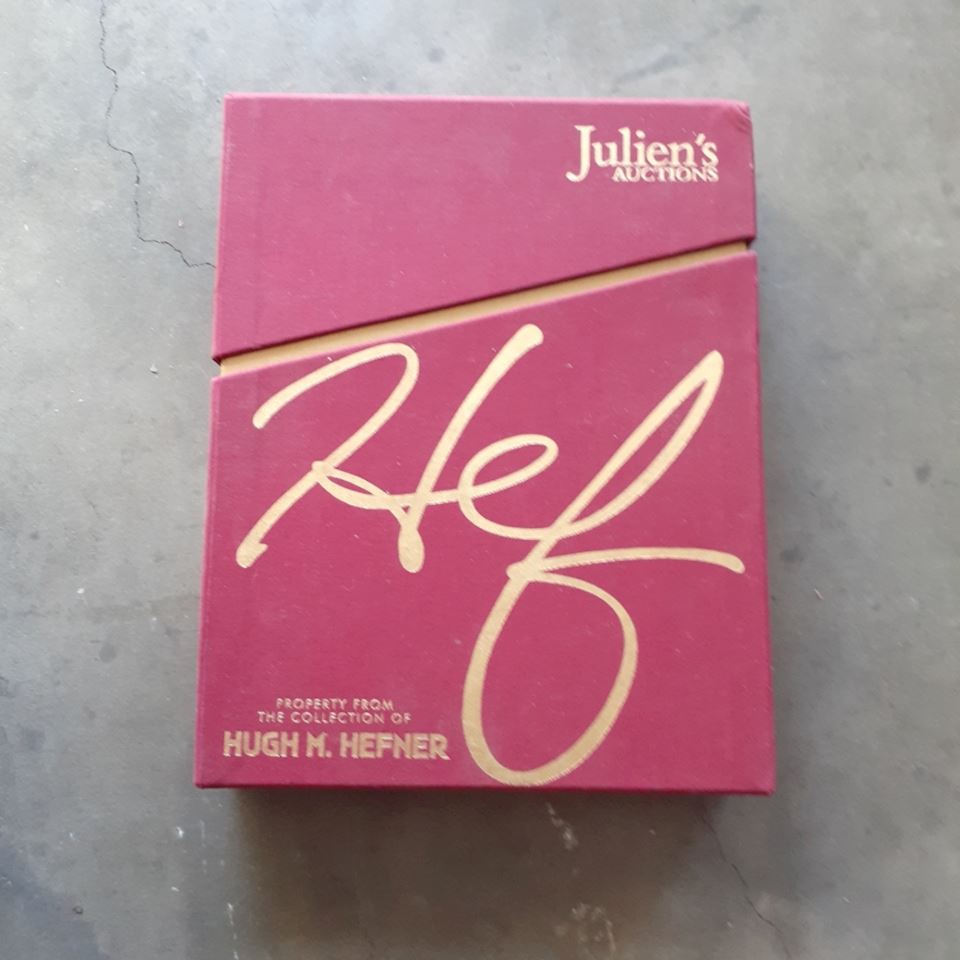 Julien's
AUCTIONS
Hef
PROPERTY FROM
THE COLLECTION OF
HUGH M. HEFNER